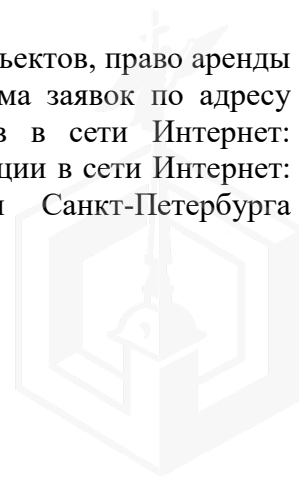 ъектов, право аренды
ма заявок по адресу
в в сети Интернет:
ции в сети Интернет:
и Санкт-Петербурга